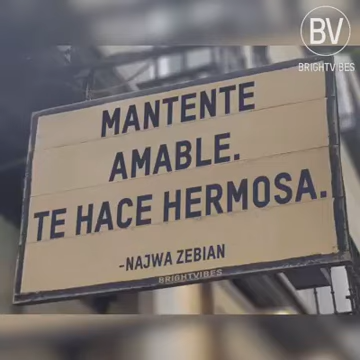 BV
BRIGHTVIBES
MANTENTE
AMABLE.
TE HACE HERMOSA.
-NAJWA ZEBIAN
BRIGHTVIBES